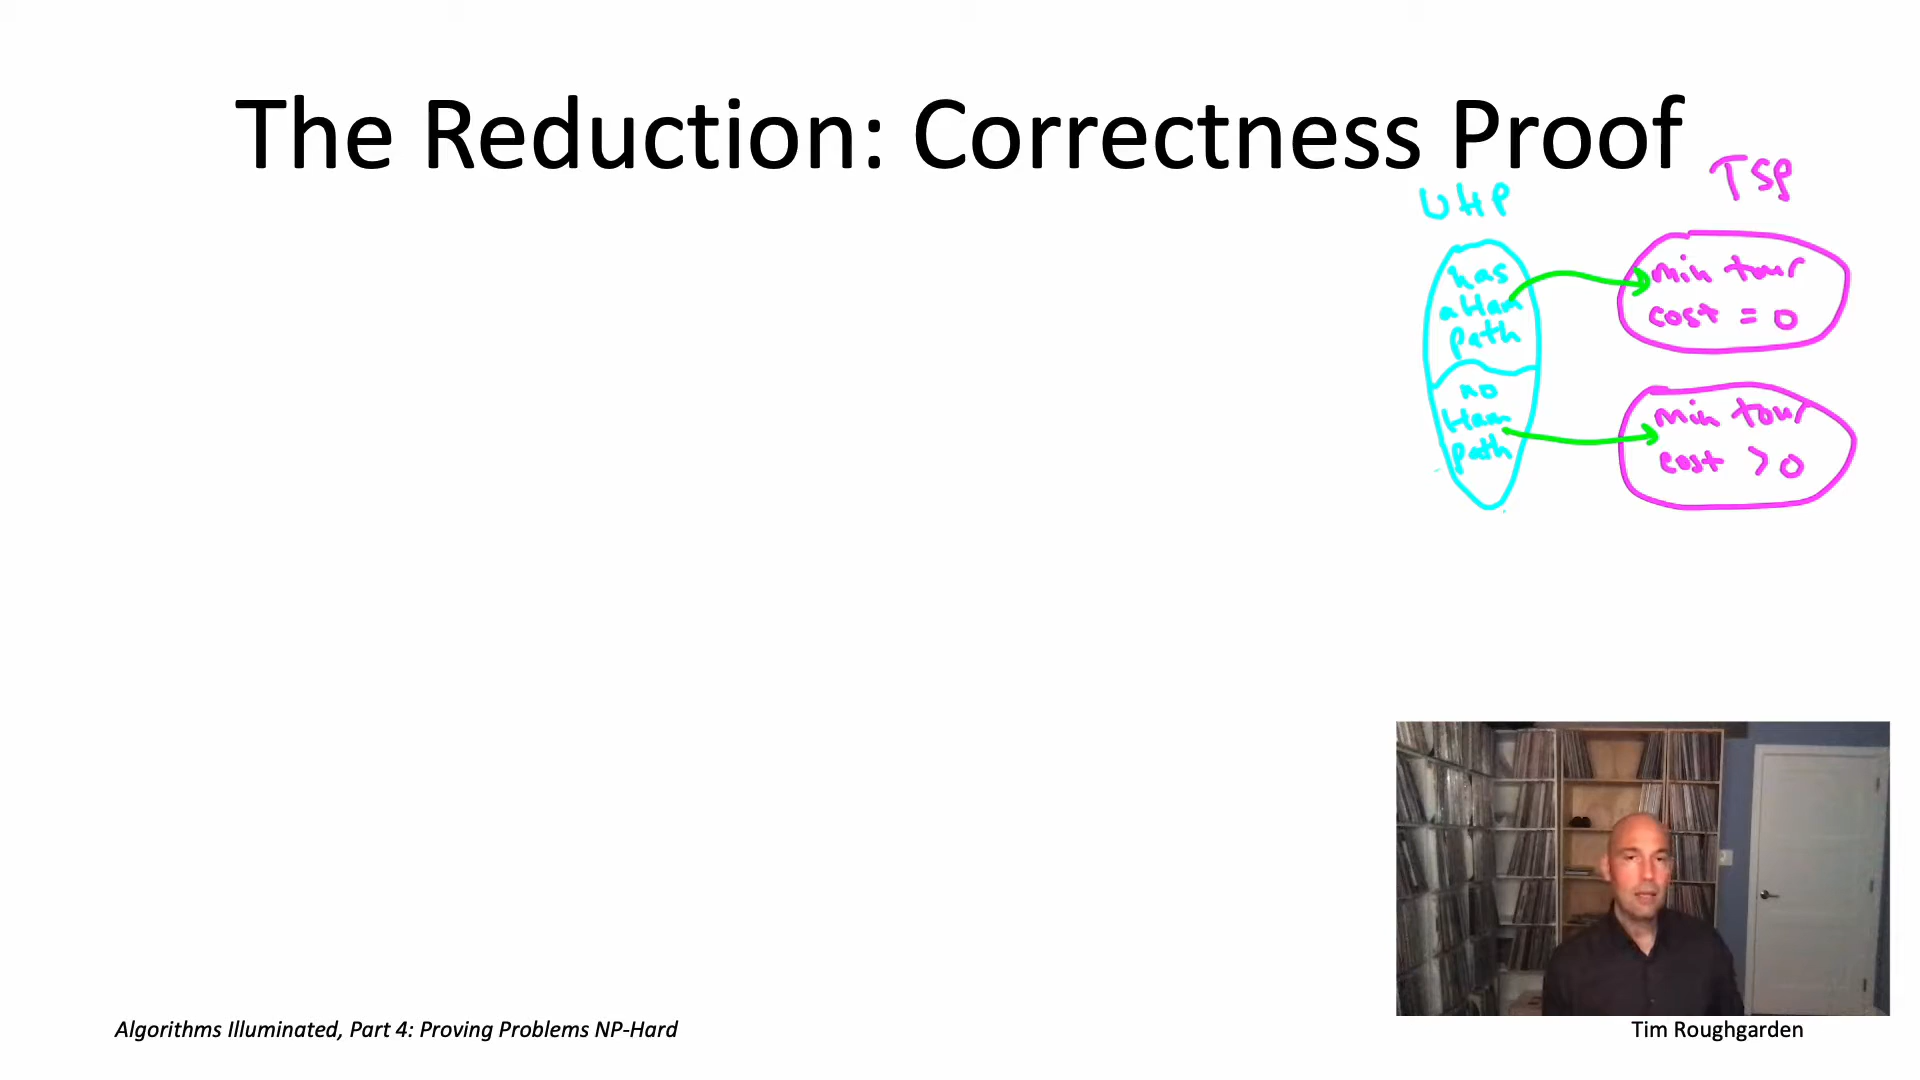 The Reduction: Correctness Proof
UHP
TSP
has
a Ham
path
no
Ham
path
min tour
cost = 0
min tour
cost > 0
Algorithms Illuminated, Part 4: Proving Problems NP-Hard
Tim Roughgarden